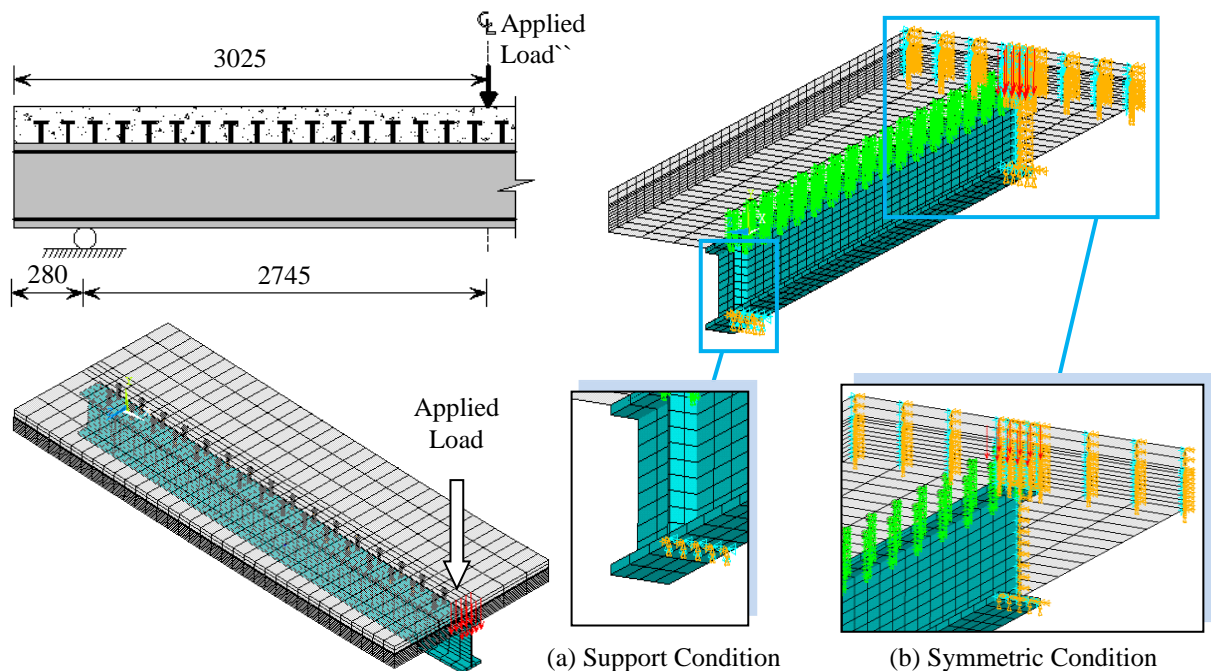 ℄ Applied
Load``
3025
280
2745
X
Applied
Load
(a) Support Condition
(b) Symmetric Condition